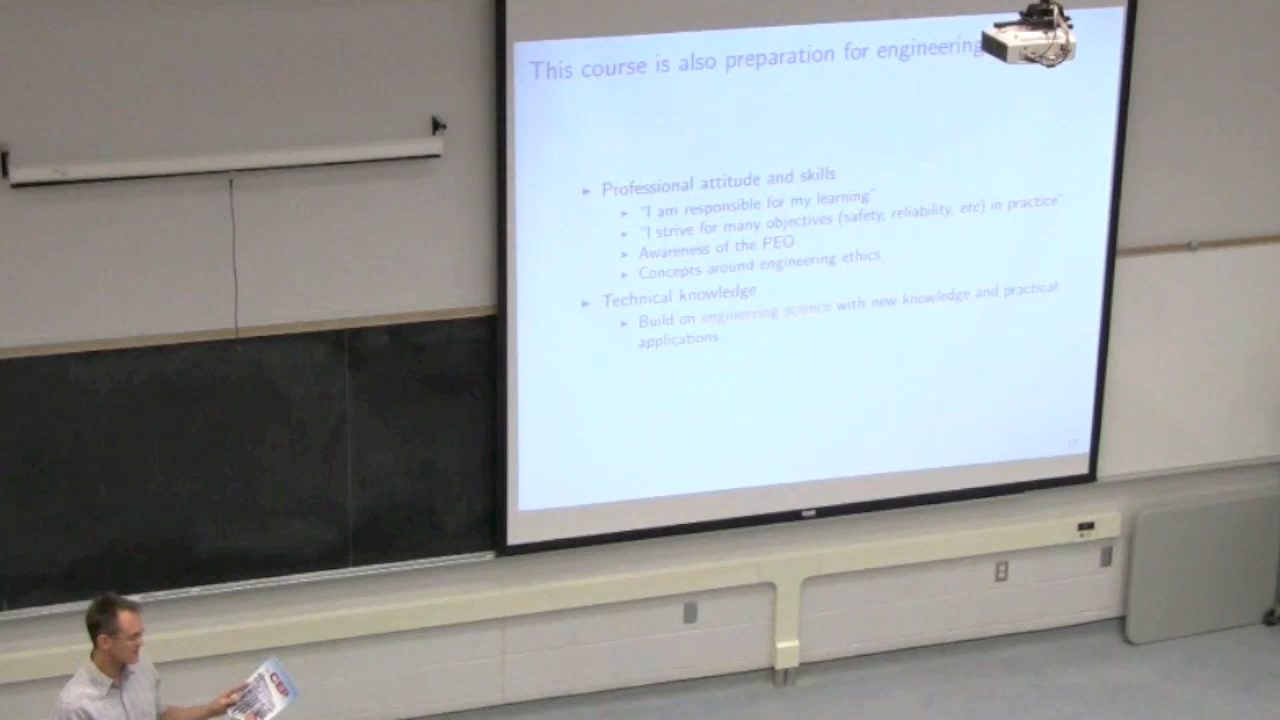 This course is also preparation for engineering
► Professional attitude and skills
► "I am responsible for my learning"
► "I strive for many objectives (safety, reliability, etc) in practice"
► Awareness of the PEO
► Concepts around engineering ethics
► Technical knowledge
► Build on engineering science with new knowledge and practical
applications
CEP